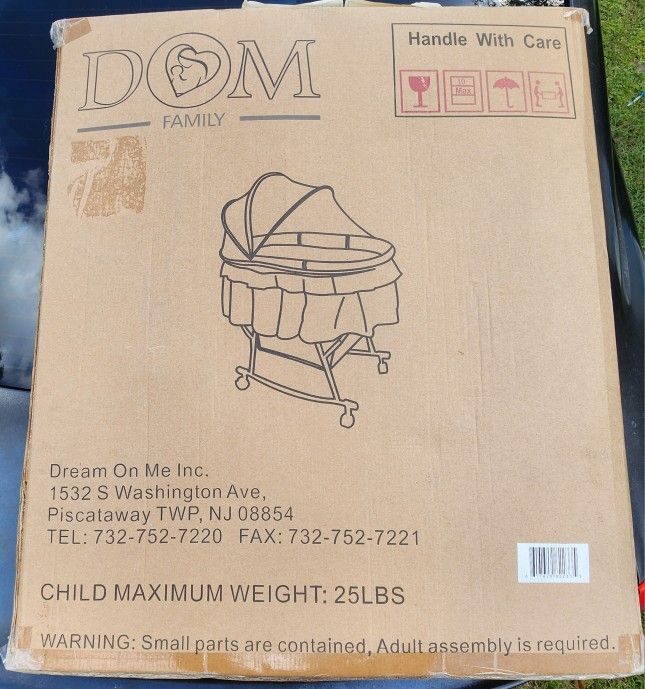 DOM
FAMILY
Handle With Care
10
Max
Dream On Me Inc.
1532 S Washington Ave,
Piscataway TWP, NJ 08854
TEL: 732-752-7220 FAX: 732-752-7221
CHILD MAXIMUM WEIGHT: 25LBS
WARNING: Small parts are contained, Adult assembly is required.